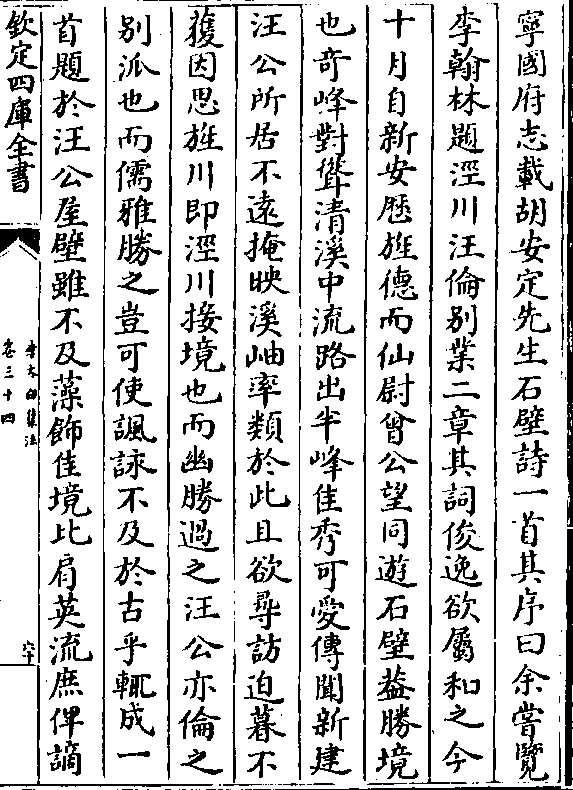 寧國府志載胡安定先生石壁詩一首其序曰余嘗覽
李翰林題涇川汪倫别業二章其詞俊逸欲屬和之今
十月自新安歴旌德而仙尉曾公望同遊石壁葢勝境
也奇峰對聳清溪中流路出半峰佳秀可愛傳聞新建
汪公所居不遠掩映溪岫率類於此且欲尋訪迫暮不
獲因思旌川即涇川接境也而幽勝過之汪公亦倫之
别派也而儒雅勝之豈可使諷詠不及於古乎輒成一
首題於汪公屋壁雖不及藻飾佳境比肩英流庶俾謫
欽定四庫全書
李太白集注
卷三十四
六十